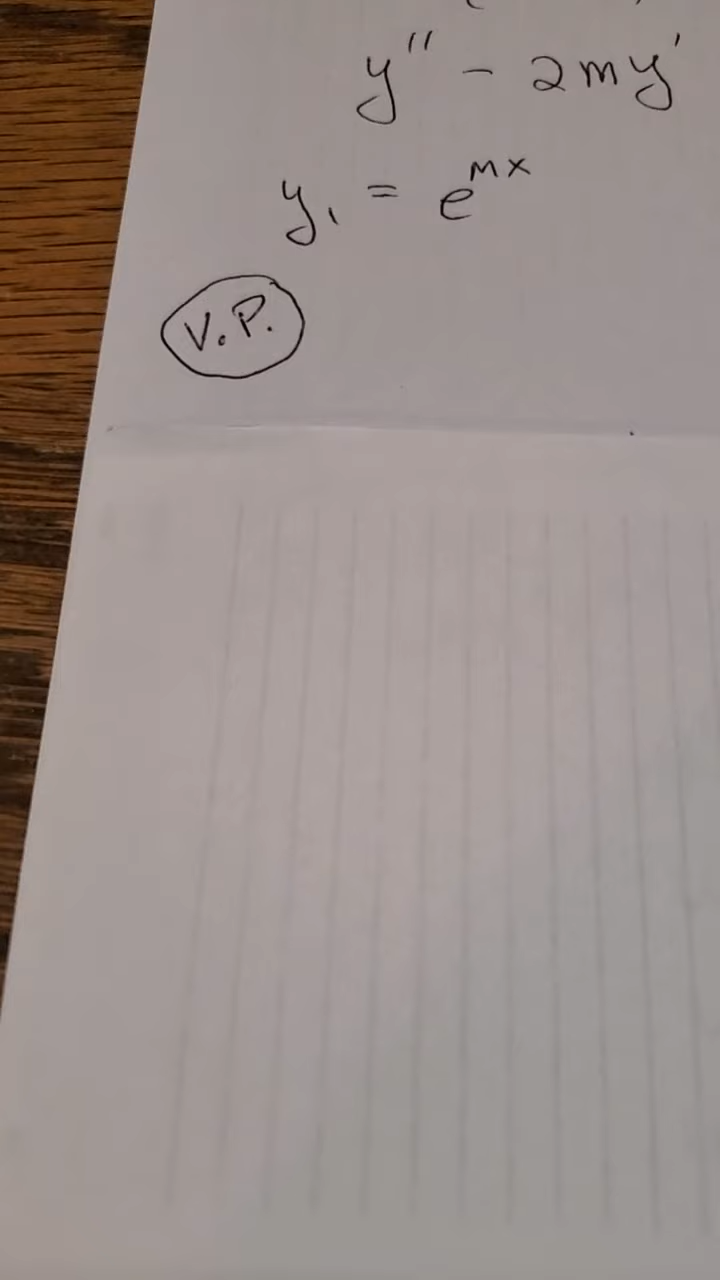 y'' - 2my'
y₁ = e^{mx}
V.P.